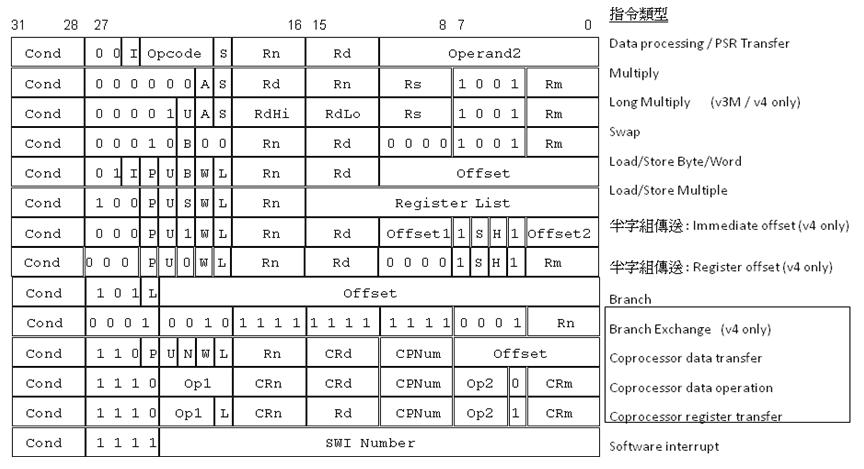 31 28 27 16 15 8 7 0 指令類型
Cond 0 0 I Opcode S Rn Rd Operand2 Data processing / PSR Transfer
Cond 0 0 0 0 0 0 A S Rd Rn Rs 1 0 0 1 Rm Multiply
Cond 0 0 0 0 1 U A S RdHi RdLo Rs 1 0 0 1 Rm Long Multiply (v3M / v4 only)
Cond 0 0 0 1 0 B 0 0 Rn Rd 0 0 0 0 1 0 0 1 Rm Swap
Cond 0 1 I P U B W L Rn Rd Offset Load/Store Byte/Word
Cond 1 0 0 P U S W L Rn Register List Load/Store Multiple
Cond 0 0 0 P U 1 W L Rn Rd Offset1 1 S H 1 Offset2 半字組傳送 : Immediate offset (v4 only)
Cond 0 0 0 P U 0 W L Rn Rd 0 0 0 0 1 S H 1 Rm 半字組傳送 : Register offset (v4 only)
Cond 1 0 1 L Offset Branch
Cond 0 0 0 1 0 0 1 0 1 1 1 1 1 1 1 1 1 1 1 1 0 0 0 1 Rn Branch Exchange (v4 only)
Cond 1 1 0 P U N W L Rn CRd CPNum Offset Coprocessor data transfer
Cond 1 1 1 0 Op1 CRn CRd CPNum Op2 0 CRm Coprocessor data operation
Cond 1 1 1 0 Op1 L CRn Rd CPNum Op2 1 CRm Coprocessor register transfer
Cond 1 1 1 1 SWI Number Software interrupt